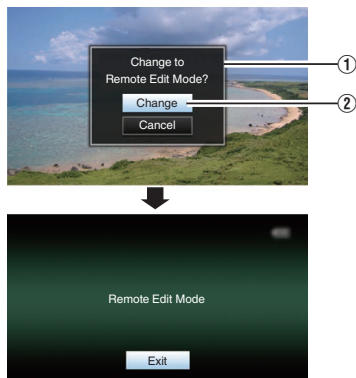 Change to
Remote Edit Mode?
Change
Cancel
①
②
Remote Edit Mode
Exit